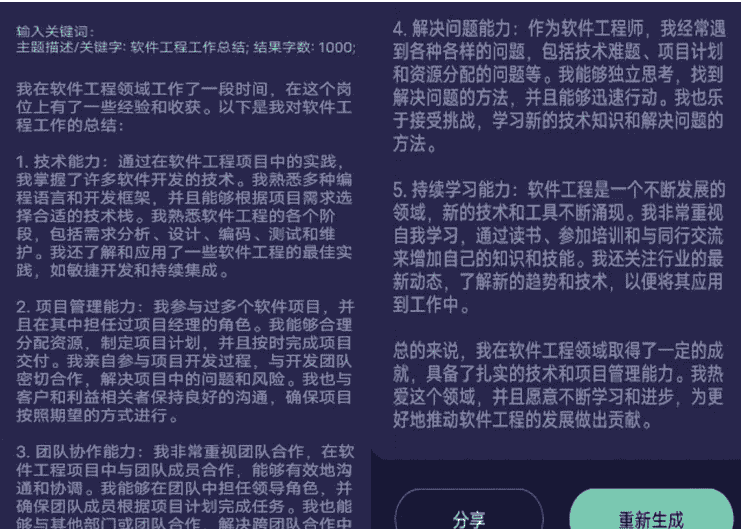 输入关键词：
主题描述/关键字: 软件工程工作总结; 结果字数: 1000;
我在软件工程领域工作了一段时间，在这个岗
位上有了一些经验和收获。以下是我对软件工
程工作的总结：
1. 技术能力：通过在软件工程项目中的实践，
我掌握了许多软件开发的技术。我熟悉多种编
程语言和开发框架，并且能够根据项目需求选
择合适的技术栈。我熟悉软件工程的各个阶
段，包括需求分析、设计、编码、测试和维
护。我还了解和应用了一些软件工程的最佳实
践，如敏捷开发和持续集成。
2. 项目管理能力：我参与过多个软件项目，并
且在其中担任过项目经理的角色。我能够合理
分配资源，制定项目计划，并且按时完成项目
交付。我亲自参与项目开发过程，与开发团队
密切合作，解决项目中的问题和风险。我也与
客户和利益相关者保持良好的沟通，确保项目
按照期望的方式进行。
3. 团队协作能力：我非常重视团队合作，在软
件工程项目中与团队成员合作，能够有效地沟
通和协调。我能够在团队中担任领导角色，并
确保团队成员根据项目计划完成任务。我也能
够与其他部门或团队合作，解决跨团队合作中
4. 解决问题能力：作为软件工程师，我经常遇
到各种各样的问题，包括技术难题、项目计划
和资源分配的问题等。我能够独立思考，找到
解决问题的方法，并且能够迅速行动。我也乐
于接受挑战，学习新的技术知识和解决问题的
方法。
5. 持续学习能力：软件工程是一个不断发展的
领域，新的技术和工具不断涌现。我非常重视
自我学习，通过读书、参加培训和与同行交流
来增加自己的知识和技能。我还关注行业的最
新动态，了解新的趋势和技术，以便将其应用
到工作中。
总的来说，我在软件工程领域取得了一定的成
就，具备了扎实的技术和项目管理能力。我热
爱这个领域，并且愿意不断学习和进步，为更
好地推动软件工程的发展做出贡献。
分享
重新生成